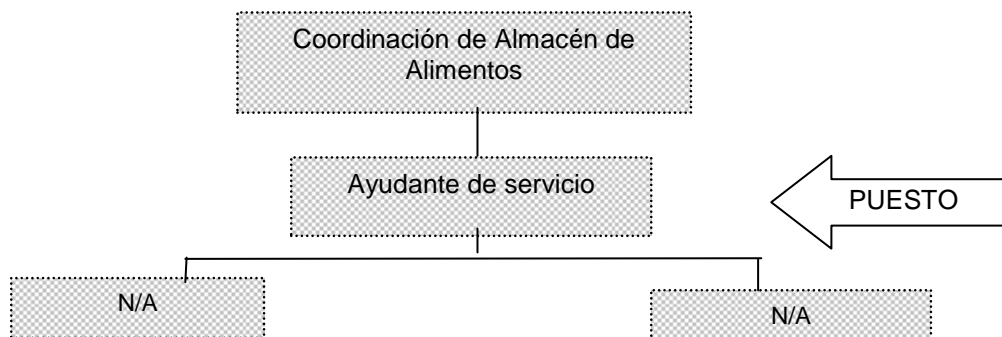 Coordinación de Almacén de
Alimentos
Ayudante de servicio
PUESTO
N/A
N/A